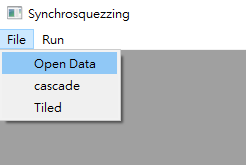 Synchrosquezzing
File Run
Open Data
cascade
Tiled